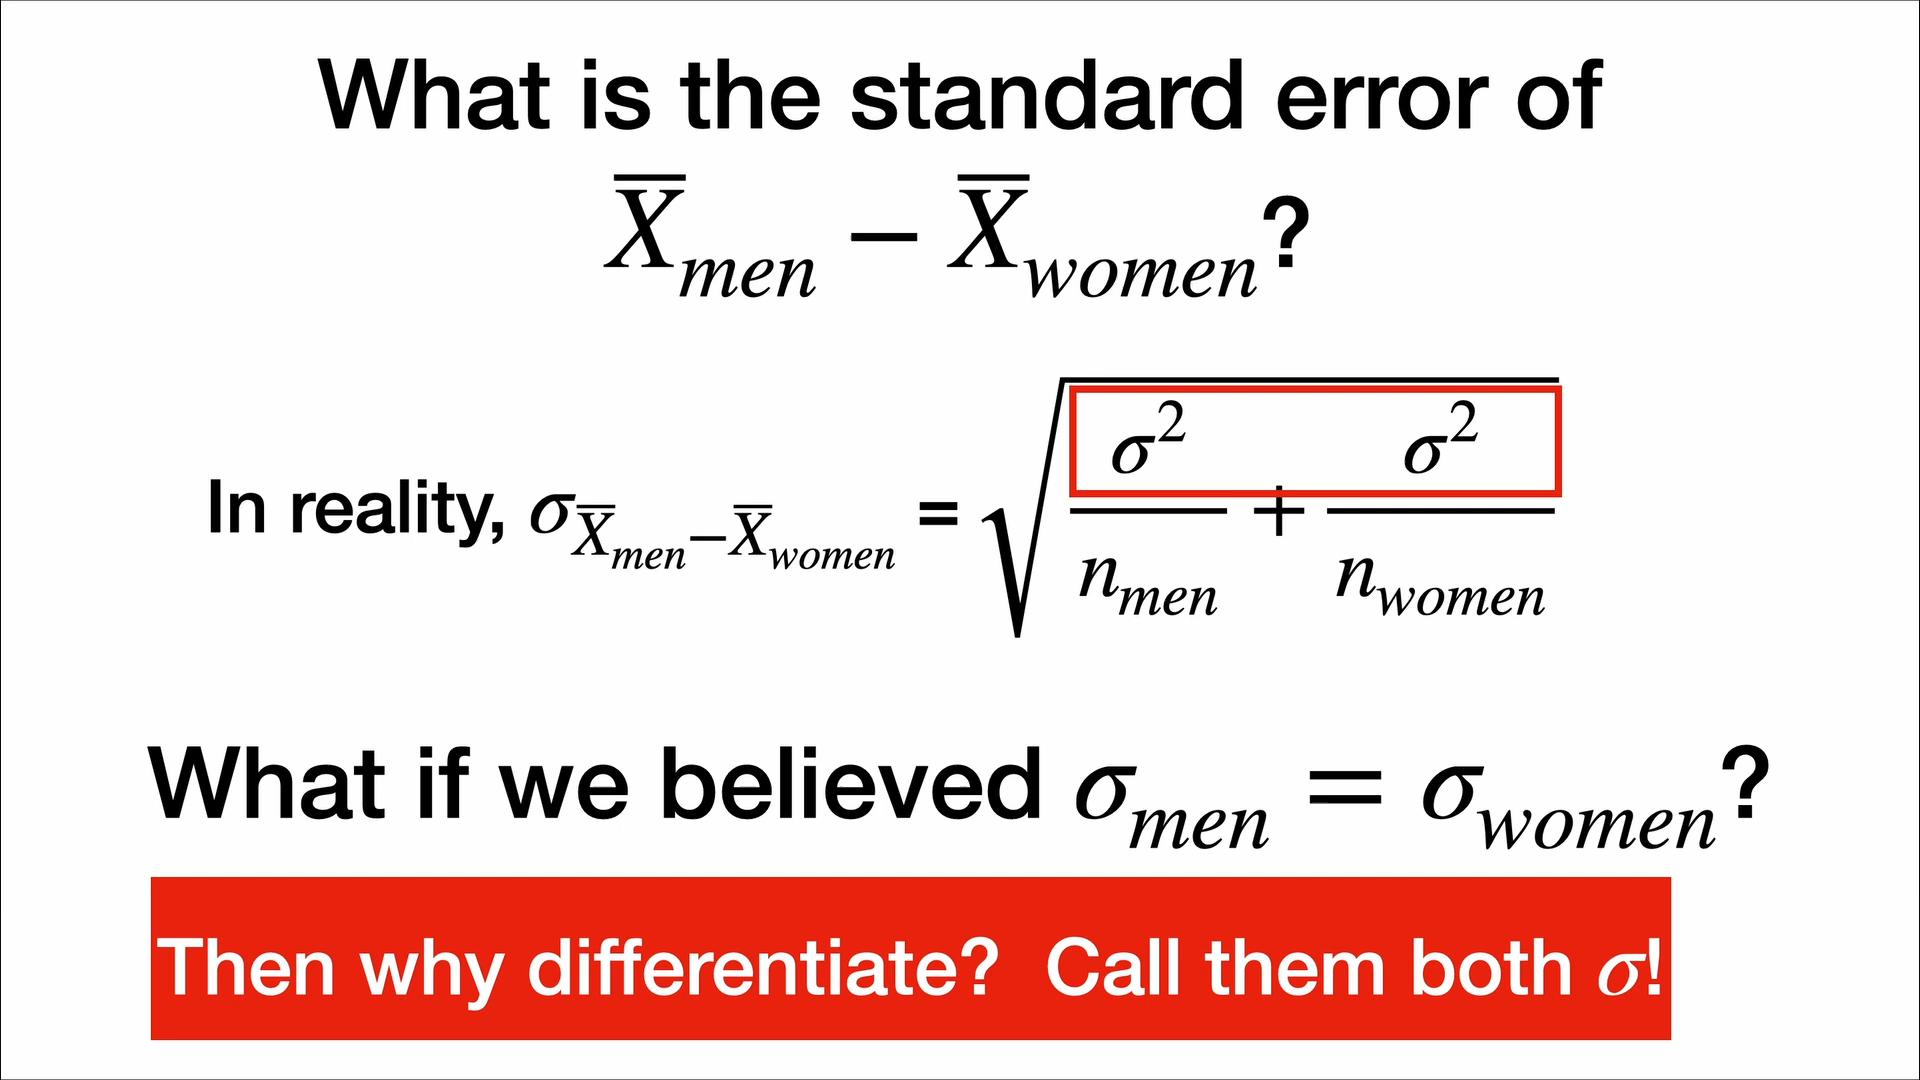 What is the standard error of
X̅men − X̅women?
In reality, σX̅men−X̅women = √(σ²/nmen + σ²/nwomen)
What if we believed σmen = σwomen?
Then why differentiate? Call them both σ!